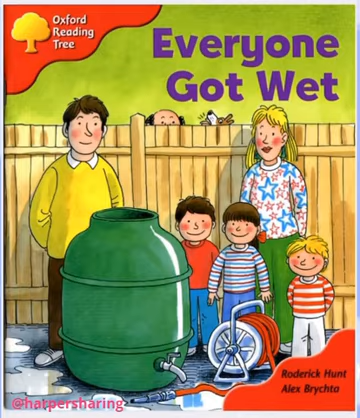 Oxford
Reading
Tree
Everyone
Got Wet
Roderick Hunt
Alex Brychta
@harpersharing